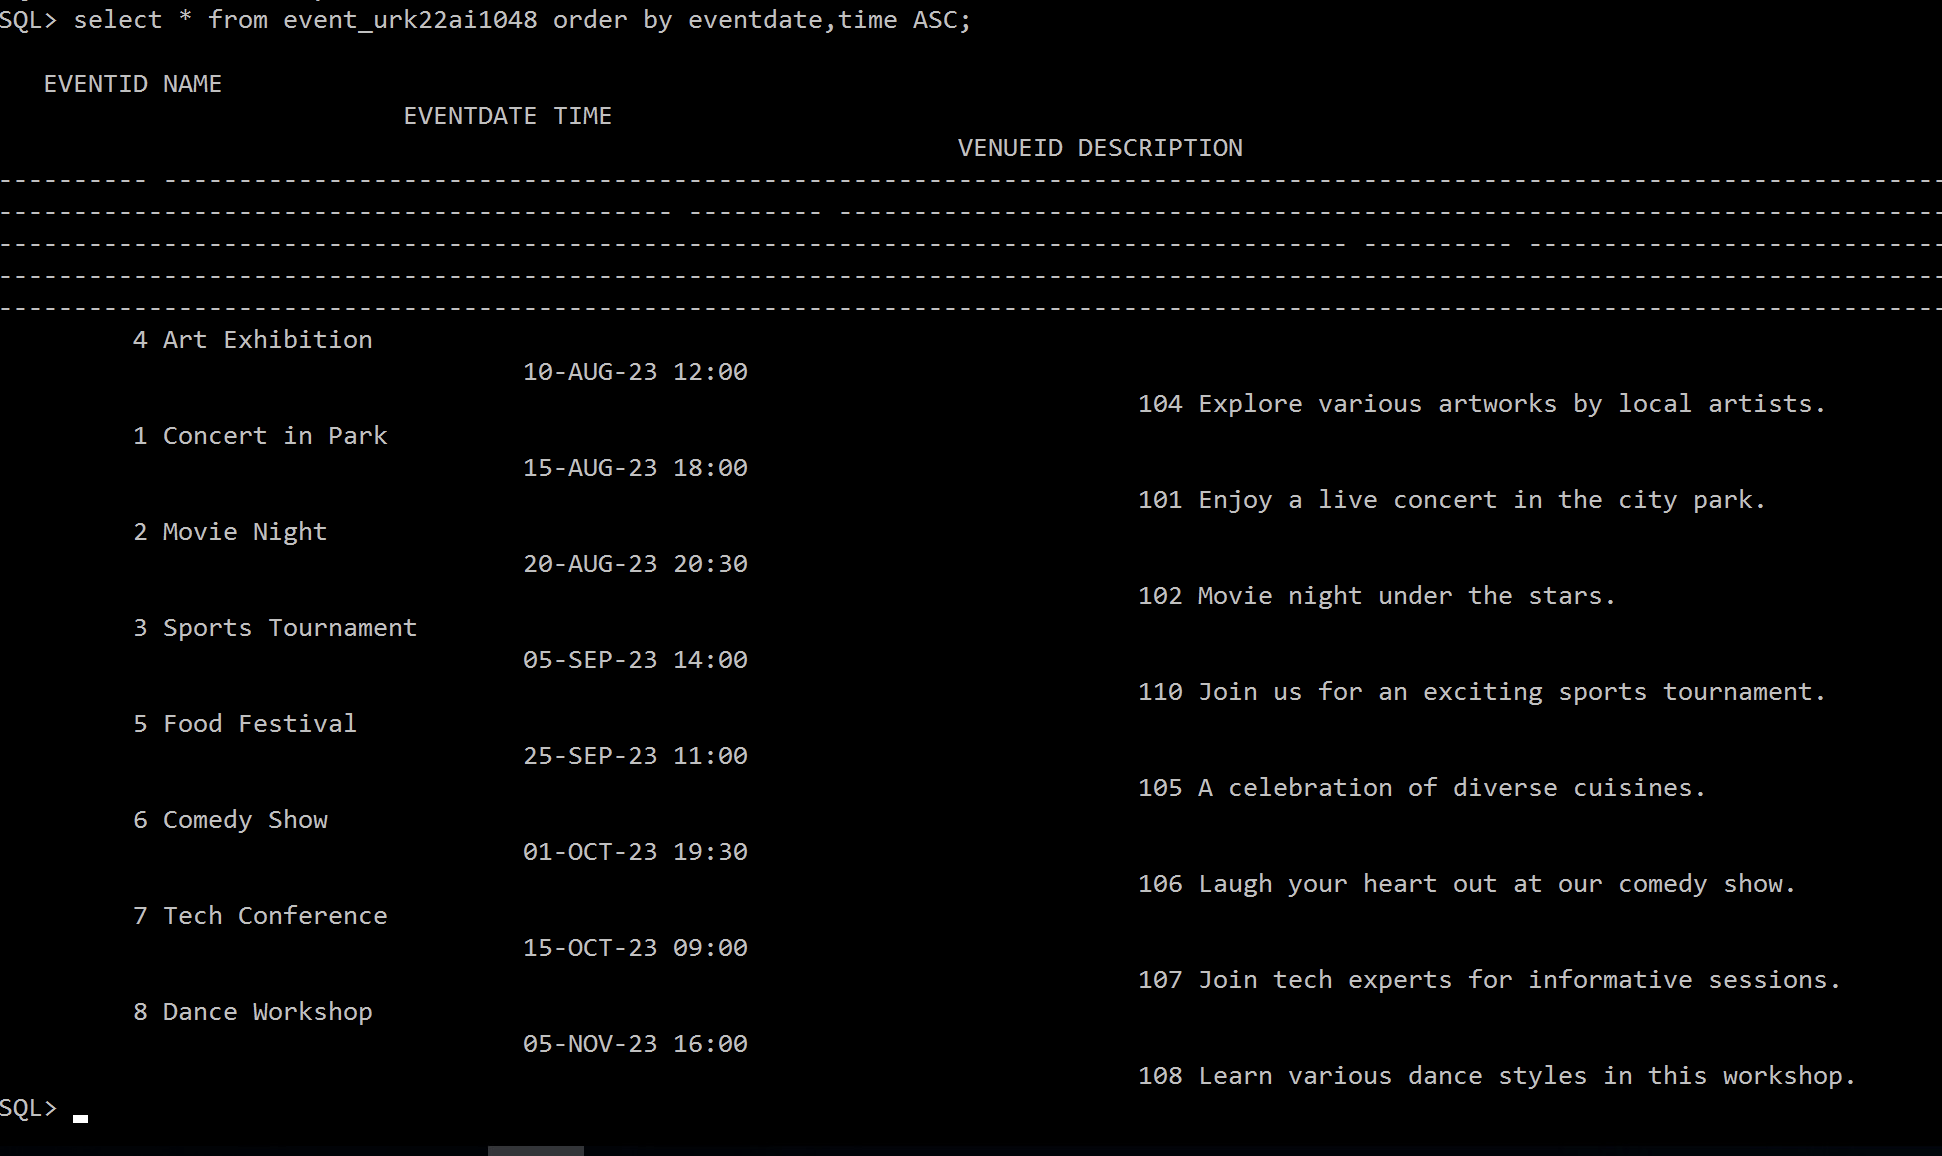 SQL> select * from event_urk22ai1048 order by eventdate,time ASC;
EVENTID NAME
EVENTDATE TIME
VENUEID DESCRIPTION
---------- ----------------------------------------------------------------------------------------------------------------------
--------------------------------------------- --------- --------------------------------------------------------------------------
------------------------------------------------------------------------------------------ ---------- ----------------------------
----------------------------------------------------------------------------------------------------------------------------------
----------------------------------------------------------------------------------------------------------------------------------
4 Art Exhibition
10-AUG-23 12:00
104 Explore various artworks by local artists.
1 Concert in Park
15-AUG-23 18:00
101 Enjoy a live concert in the city park.
2 Movie Night
20-AUG-23 20:30
102 Movie night under the stars.
3 Sports Tournament
05-SEP-23 14:00
110 Join us for an exciting sports tournament.
5 Food Festival
25-SEP-23 11:00
105 A celebration of diverse cuisines.
6 Comedy Show
01-OCT-23 19:30
106 Laugh your heart out at our comedy show.
7 Tech Conference
15-OCT-23 09:00
107 Join tech experts for informative sessions.
8 Dance Workshop
05-NOV-23 16:00
108 Learn various dance styles in this workshop.
SQL>